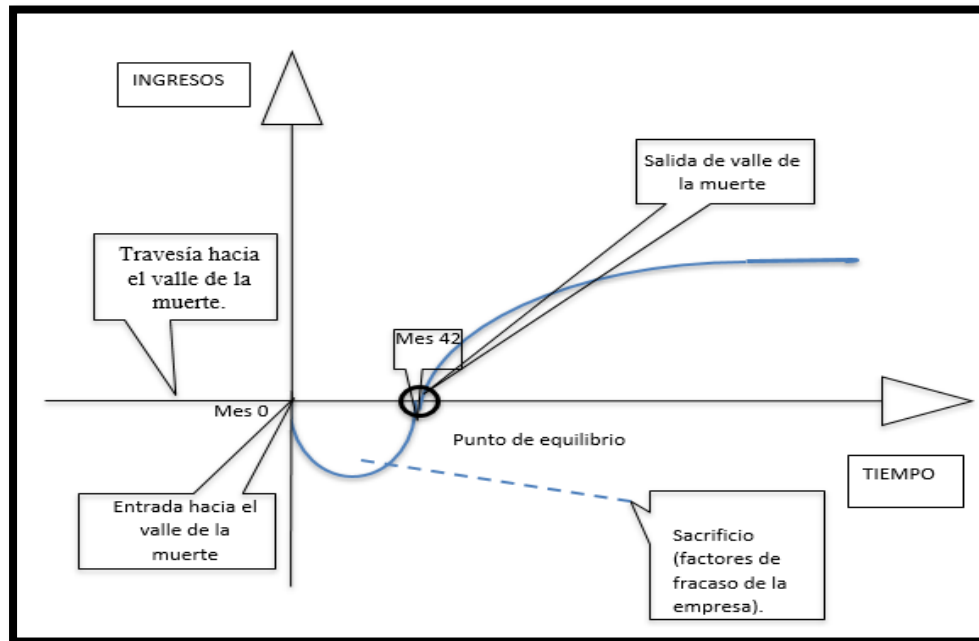 INGRESOS
Salida de valle de
la muerte
Travesía hacia
el valle de la
muerte.
Mes 42
Mes 0
Punto de equilibrio
TIEMPO
Entrada hacia el
valle de la
muerte
Sacrificio
(factores de
fracaso de la
empresa).